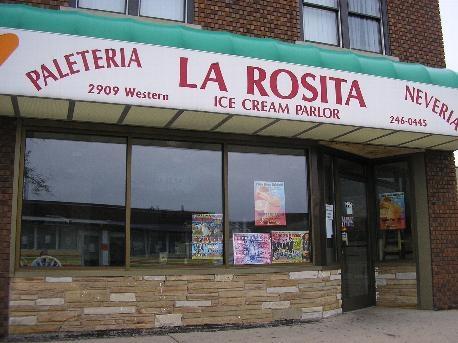 PALETERIA
2909 Western
LA ROSITA
ICE CREAM PARLOR
NEVERIA
246-0445